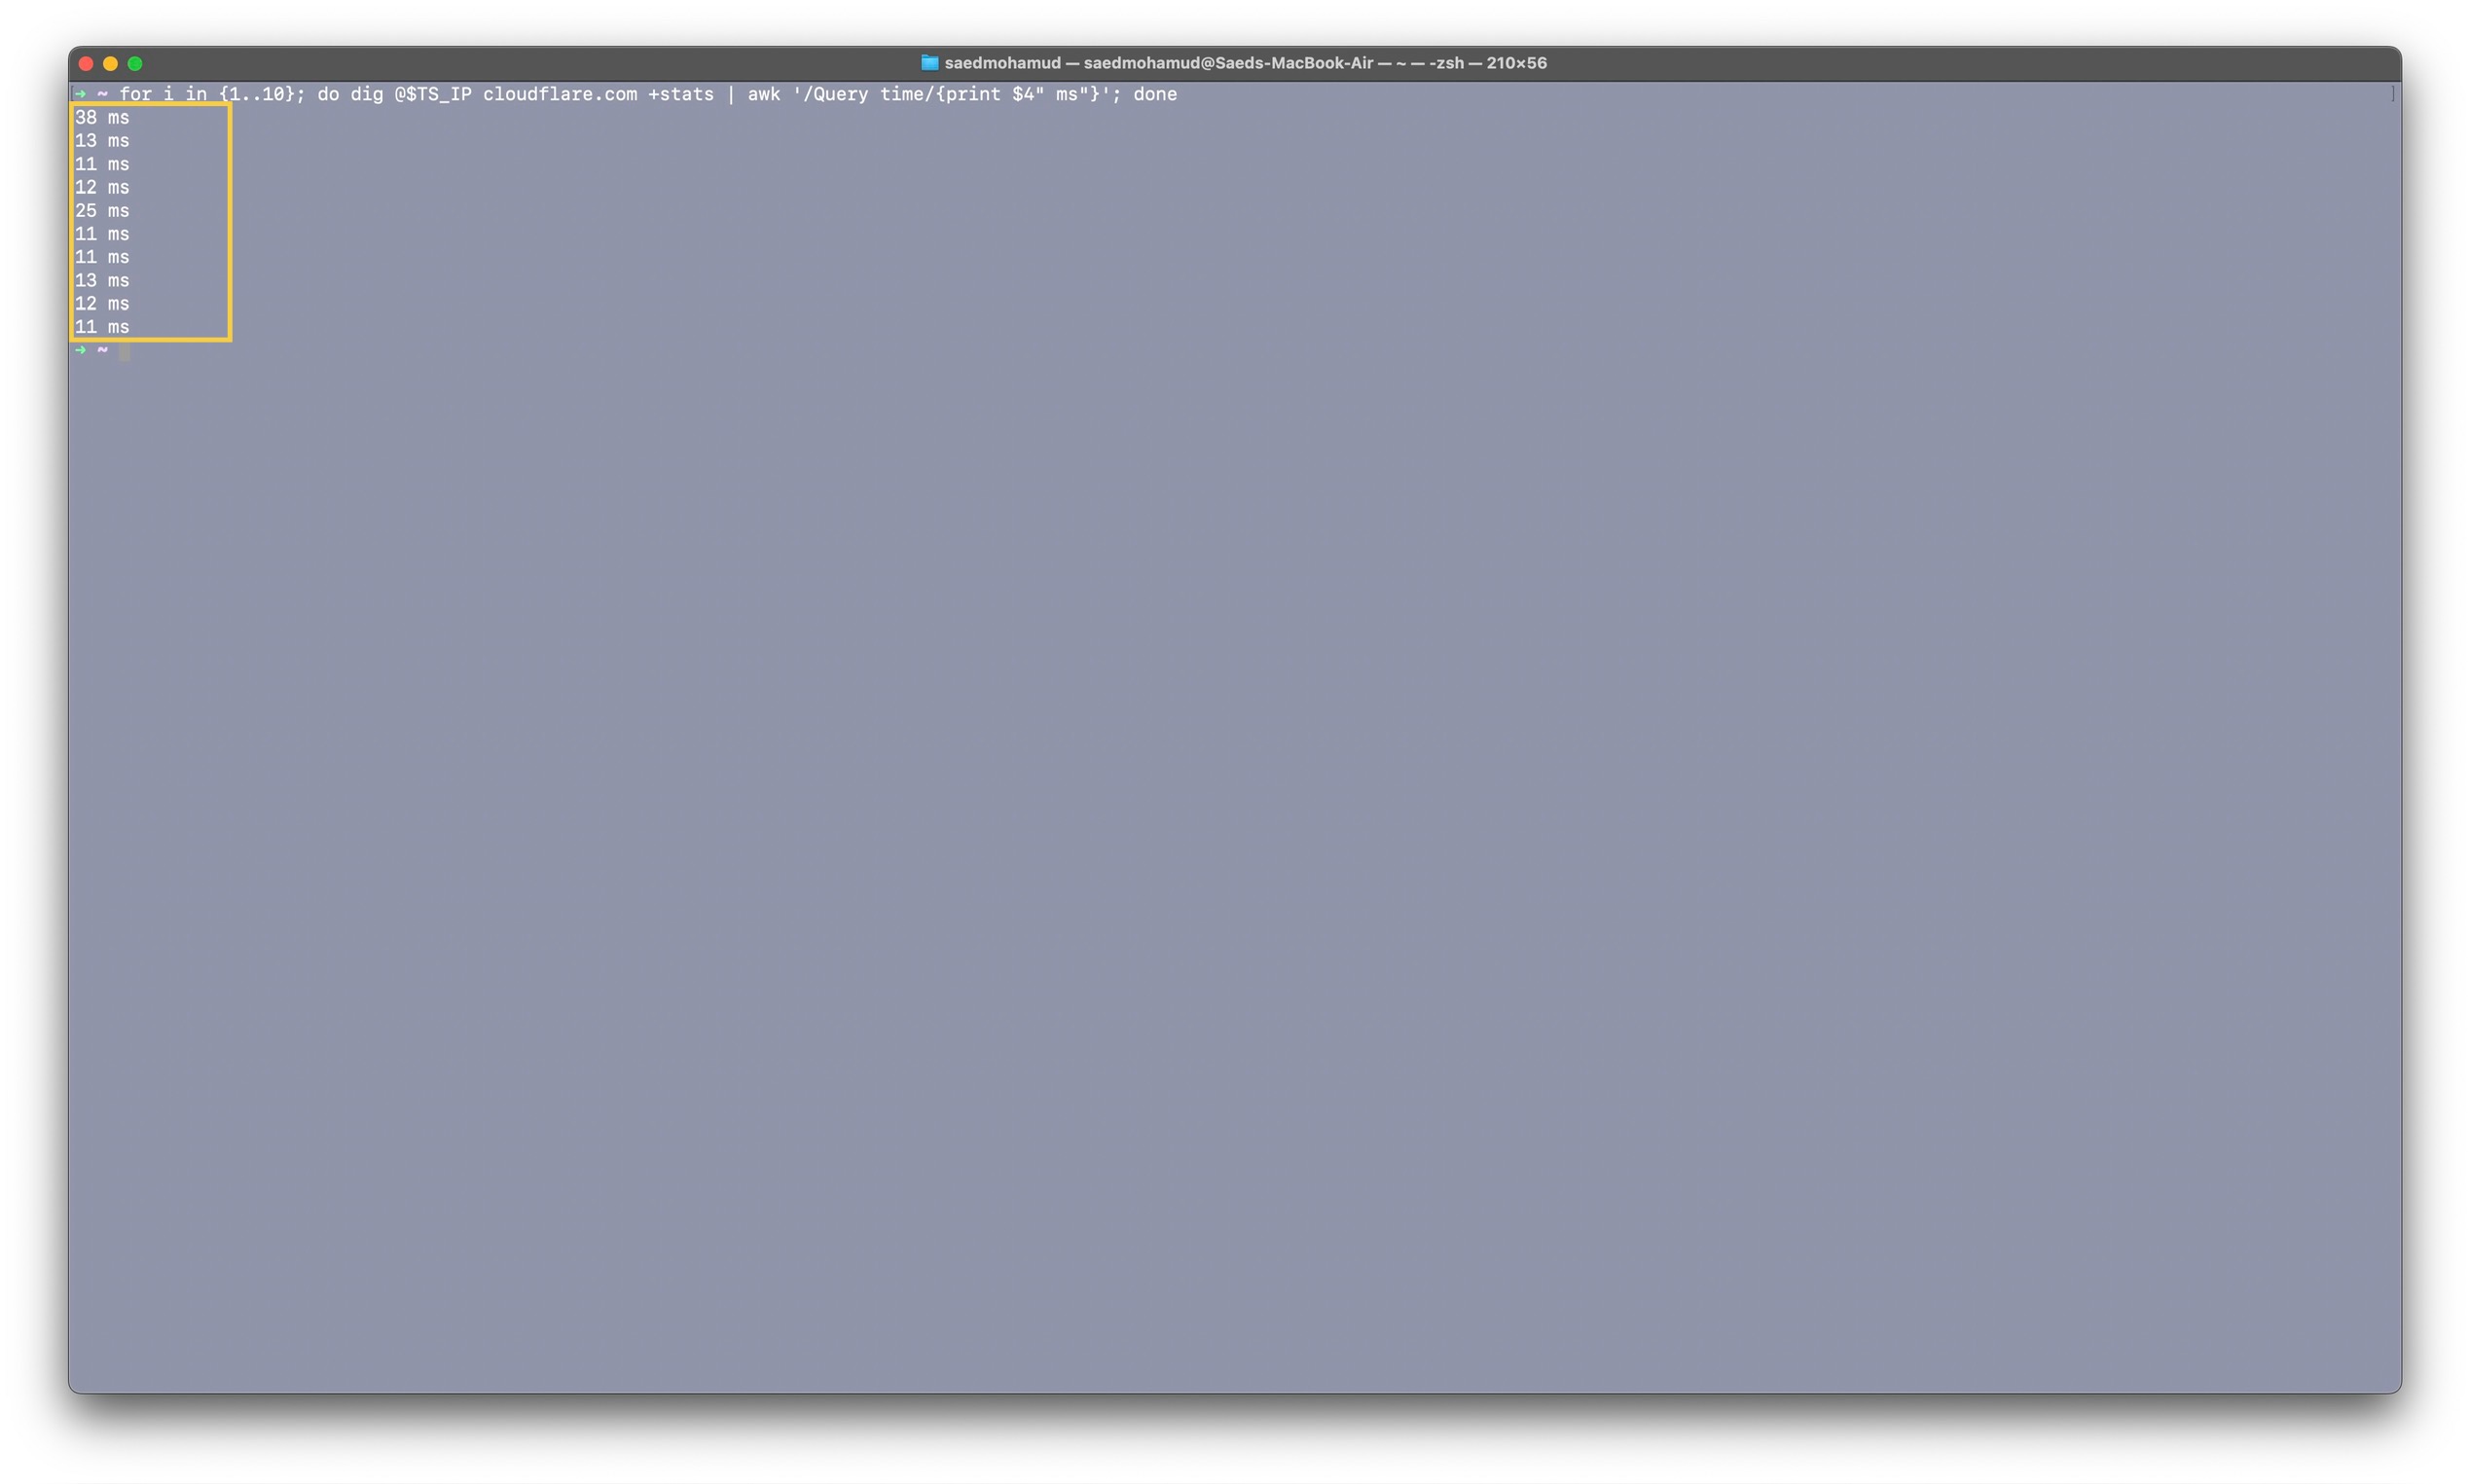 saedmohamud — saedmohamud@Saeds-MacBook-Air — ~ — -zsh — 210×56
➜ ~ for i in {1..10}; do dig @$TS_IP cloudflare.com +stats | awk '/Query time/{print $4" ms"}'; done
38 ms
13 ms
11 ms
12 ms
25 ms
11 ms
11 ms
13 ms
12 ms
11 ms
➜ ~